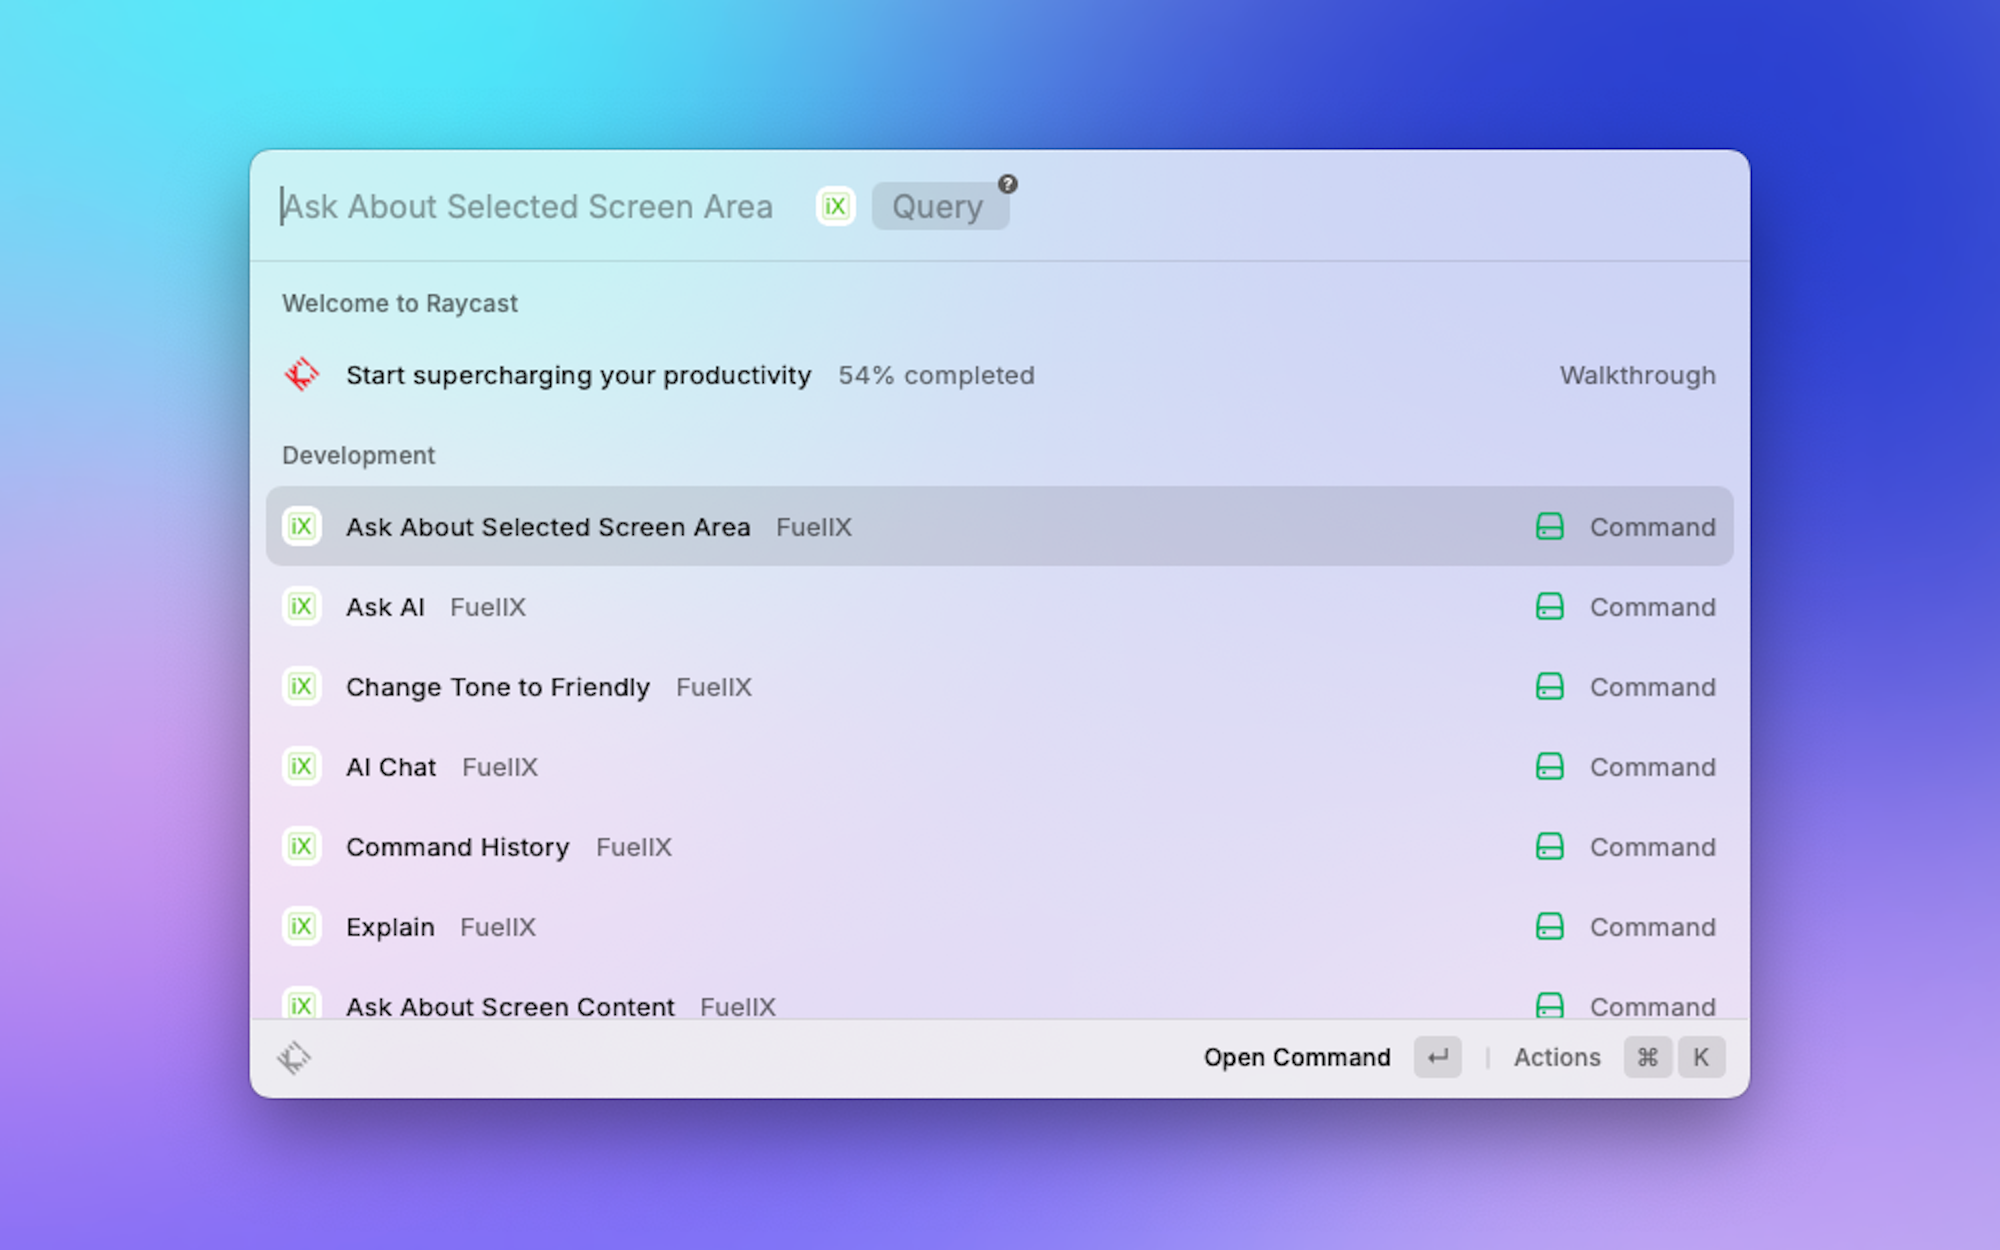 Ask About Selected Screen Area iX Query ?
Welcome to Raycast
Start supercharging your productivity 54% completed Walkthrough
Development
iX Ask About Selected Screen Area FuelIX Command
iX Ask AI FuelIX Command
iX Change Tone to Friendly FuelIX Command
iX AI Chat FuelIX Command
iX Command History FuelIX Command
iX Explain FuelIX Command
iX Ask About Screen Content FuelIX Command
Open Command ↵ | Actions ⌘ K